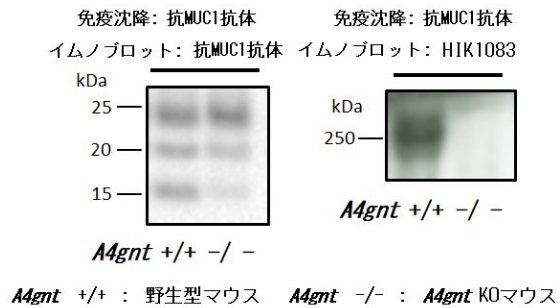 免疫沈降: 抗MUC1抗体
イムノブロット: 抗MUC1抗体
kDa
25
20
15
A4gnt +/+ -/ -
免疫沈降: 抗MUC1抗体
イムノブロット: HIK1083
kDa
250
A4gnt +/+ -/ -
A4gnt +/+ : 野生型マウス A4gnt -/- : A4gnt KOマウス